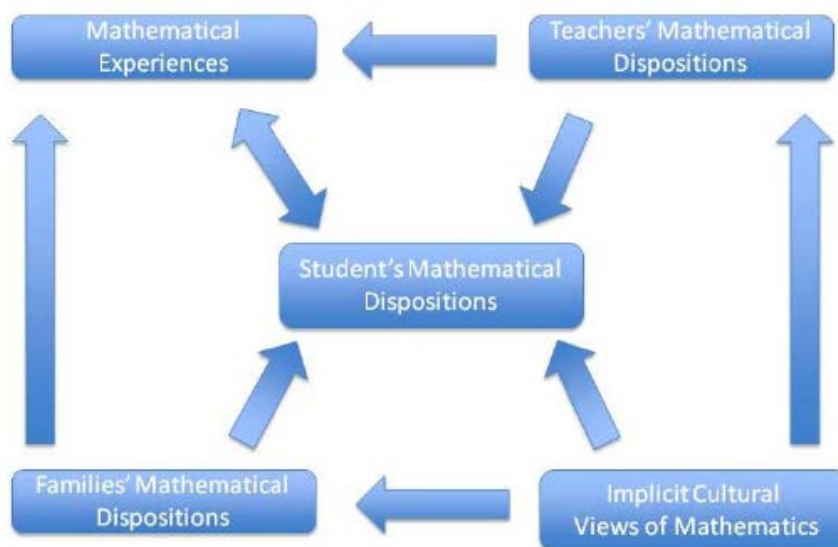 Mathematical
Experiences
Teachers' Mathematical
Dispositions
Student's Mathematical
Dispositions
Families' Mathematical
Dispositions
Implicit Cultural
Views of Mathematics